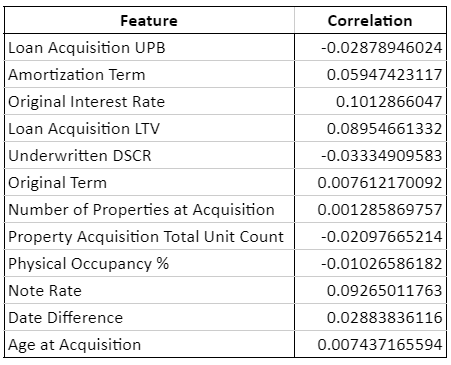 Feature Correlation
Loan Acquisition UPB -0.02878946024
Amortization Term 0.05947423117
Original Interest Rate 0.1012866047
Loan Acquisition LTV 0.08954661332
Underwritten DSCR -0.03334909583
Original Term 0.007612170092
Number of Properties at Acquisition 0.001285869757
Property Acquisition Total Unit Count -0.02097665214
Physical Occupancy % -0.01026586182
Note Rate 0.09265011763
Date Difference 0.02883836116
Age at Acquisition 0.007437165594